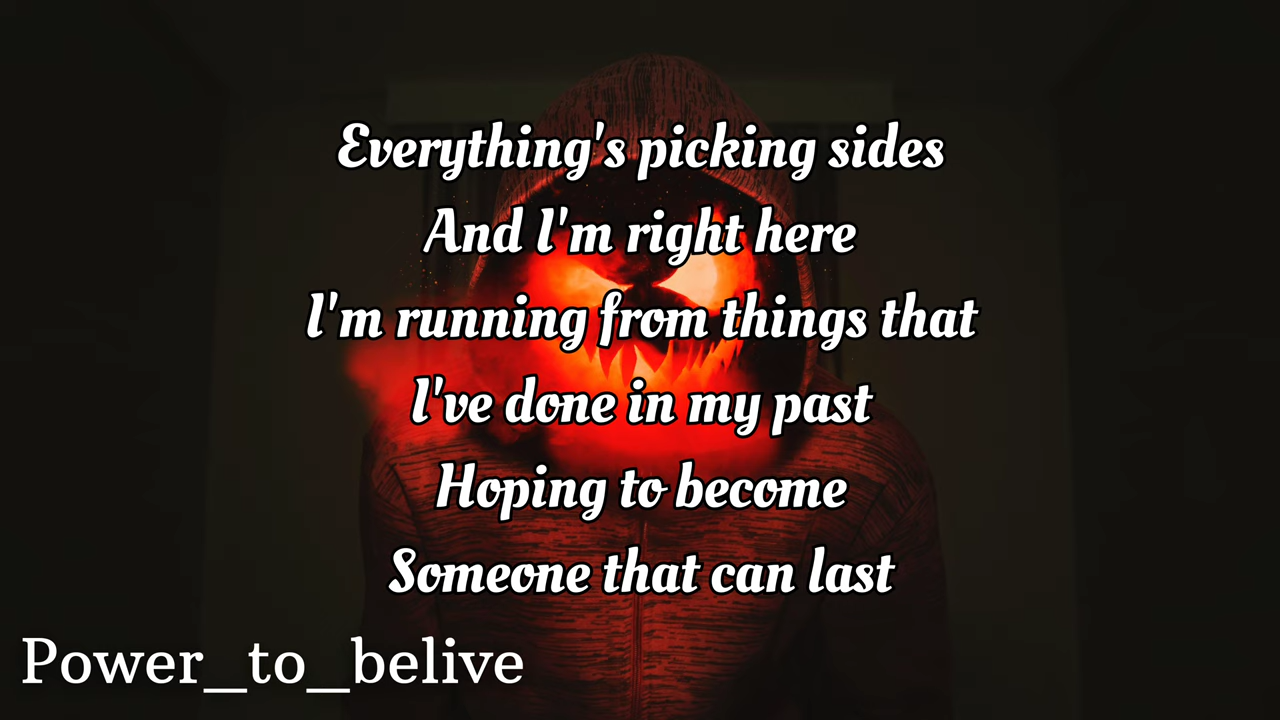 Everything's picking sides
And I'm right here
I'm running from things that
I've done in my past
Hoping to become
Someone that can last
Power_to_belive